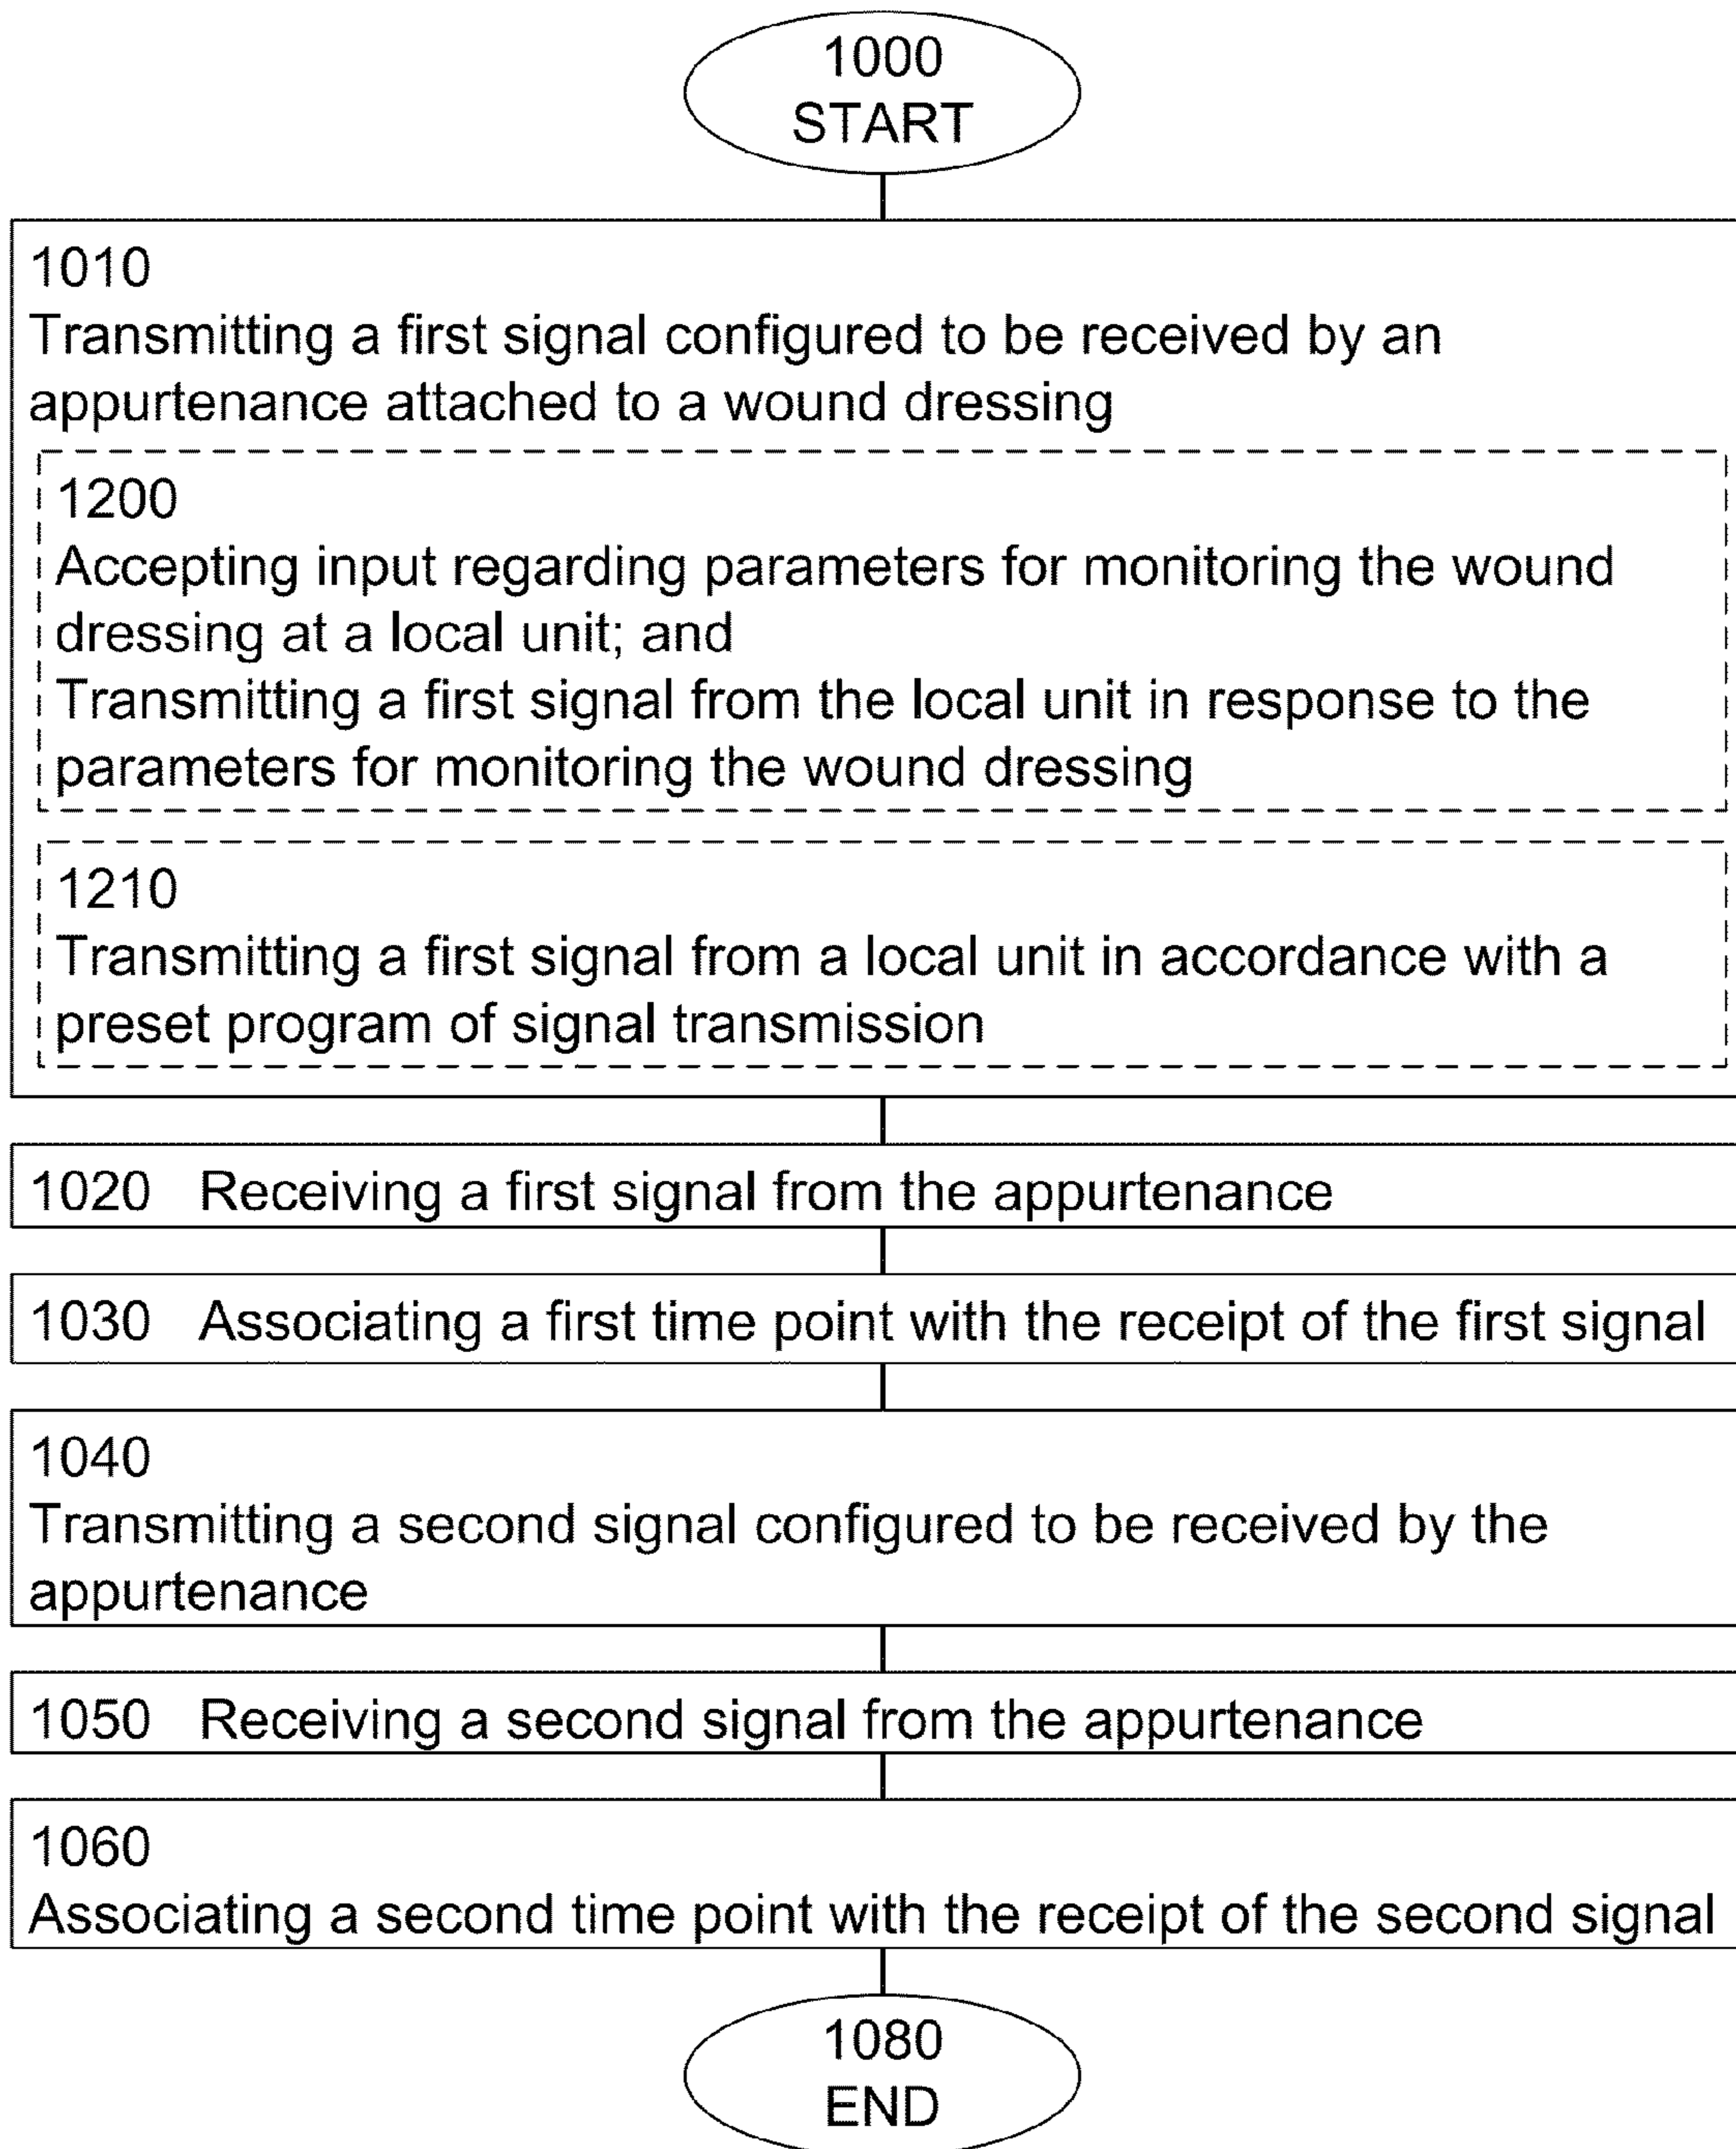 1000
START
1010
Transmitting a first signal configured to be received by an
appurtenance attached to a wound dressing
1200
Accepting input regarding parameters for monitoring the wound
dressing at a local unit; and
Transmitting a first signal from the local unit in response to the
parameters for monitoring the wound dressing
1210
Transmitting a first signal from a local unit in accordance with a
preset program of signal transmission
1020 Receiving a first signal from the appurtenance
1030 Associating a first time point with the receipt of the first signal
1040
Transmitting a second signal configured to be received by the
appurtenance
1050 Receiving a second signal from the appurtenance
1060
Associating a second time point with the receipt of the second signal
1080
END